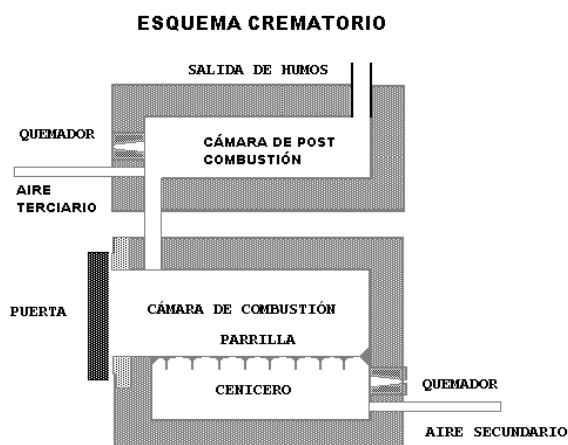 ESQUEMA CREMATORIO
SALIDA DE HUMOS
QUEMADOR
CÁMARA DE POST
COMBUSTIÓN
AIRE
TERCIARIO
PUERTA
CÁMARA DE COMBUSTIÓN
PARRILLA
CENICERO
QUEMADOR
AIRE SECUNDARIO